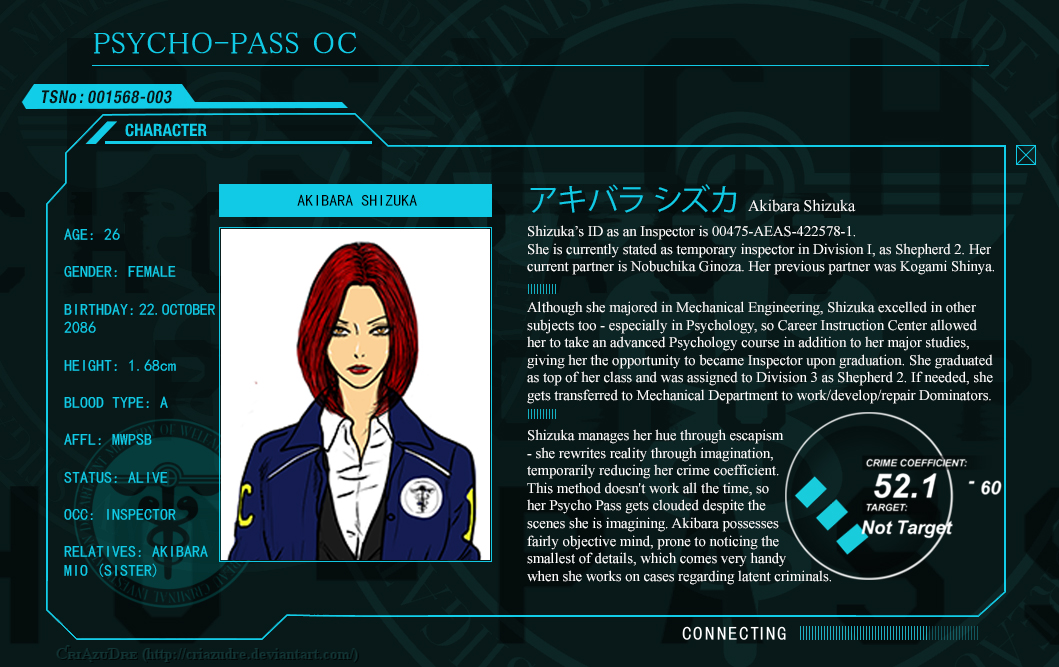 PSYCHO-PASS OC
TSNo: 001568-003
CHARACTER
AKIBARA SHIZUKA
AGE: 26
GENDER: FEMALE
BIRTHDAY: 22.OCTOBER
2086
HEIGHT: 1.68cm
BLOOD TYPE: A
AFFL: MWPSB
STATUS: ALIVE
OCC: INSPECTOR
RELATIVES: AKIBARA
MIO (SISTER)
アキバラ シズカ Akibara Shizuka
Shizuka's ID as an Inspector is 00475-AEAS-422578-1.
She is currently stated as temporary inspector in Division I, as Shepherd 2. Her
current partner is Nobuchika Ginoza. Her previous partner was Kogami Shinya.
Although she majored in Mechanical Engineering, Shizuka excelled in other
subjects too - especially in Psychology, so Career Instruction Center allowed
her to take an advanced Psychology course in addition to her major studies,
giving her the opportunity to became Inspector upon graduation. She graduated
as top of her class and was assigned to Division 3 as Shepherd 2. If needed, she
gets transferred to Mechanical Department to work/develop/repair Dominators.
Shizuka manages her hue through escapism
- she rewrites reality through imagination,
temporarily reducing her crime coefficient.
This method doesn't work all the time, so
her Psycho Pass gets clouded despite the
scenes she is imagining. Akibara possesses
fairly objective mind, prone to noticing the
smallest of details, which comes very handy
when she works on cases regarding latent criminals.
CRIME COEFFICIENT:
52.1 - 60
TARGET:
Not Target
CONNECTING
CriAzuDre (http://criazudre.deviantart.com/)